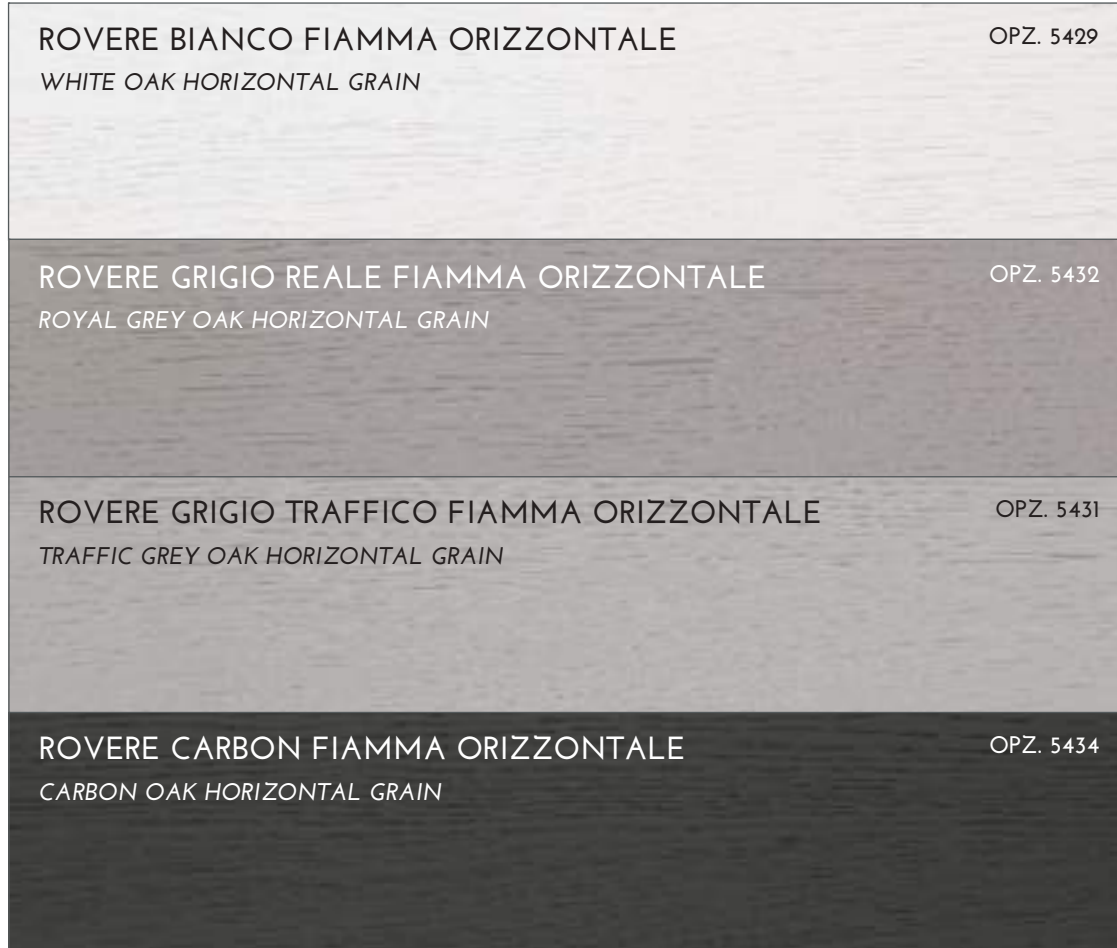 ROVERE BIANCO FIAMMA ORIZZONTALE OPZ. 5429
WHITE OAK HORIZONTAL GRAIN
ROVERE GRIGIO REALE FIAMMA ORIZZONTALE OPZ. 5432
ROYAL GREY OAK HORIZONTAL GRAIN
ROVERE GRIGIO TRAFFICO FIAMMA ORIZZONTALE OPZ. 5431
TRAFFIC GREY OAK HORIZONTAL GRAIN
ROVERE CARBON FIAMMA ORIZZONTALE OPZ. 5434
CARBON OAK HORIZONTAL GRAIN